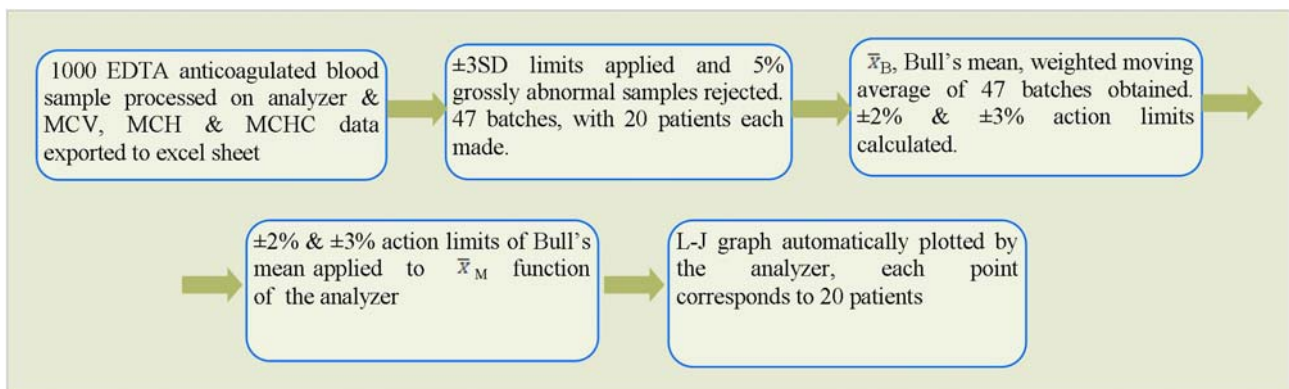 1000 EDTA anticoagulated blood
sample processed on analyzer &
MCV, MCH & MCHC data
exported to excel sheet
±3SD limits applied and 5%
grossly abnormal samples rejected.
47 batches, with 20 patients each
made.
x̅B, Bull's mean, weighted moving
average of 47 batches obtained.
±2% & ±3% action limits
calculated.
±2% & ±3% action limits of Bull's
mean applied to x̅M function
of the analyzer
L-J graph automatically plotted by
the analyzer, each point
corresponds to 20 patients